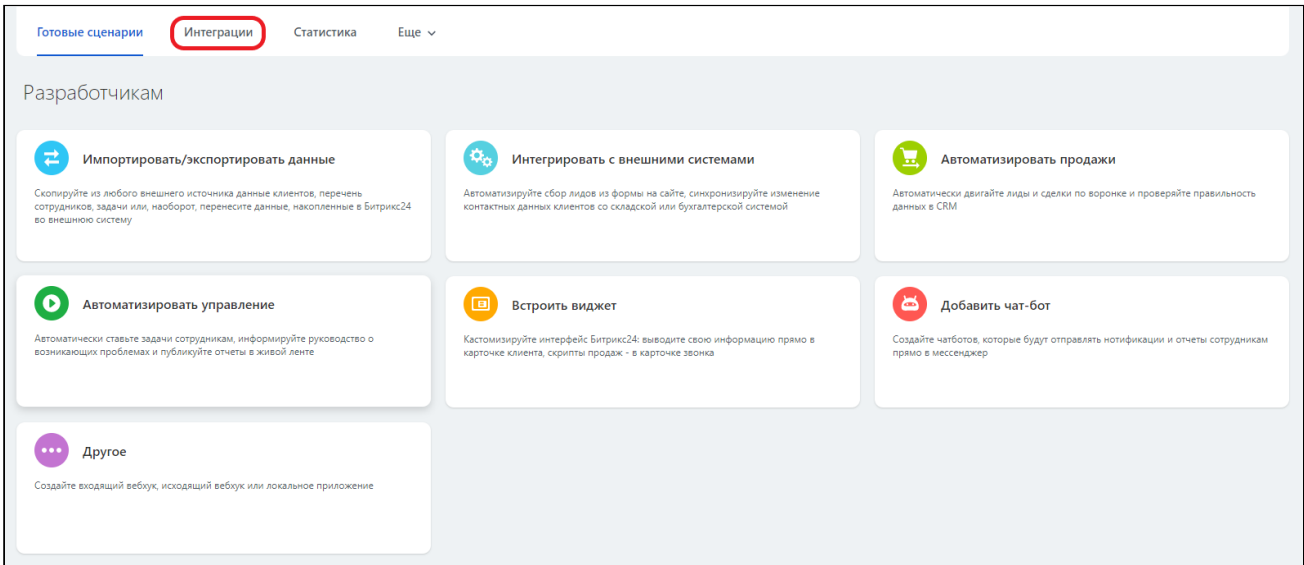 Готовые сценарии Интеграции Статистика Еще
Разработчикам
Импортировать/экспортировать данные
Скопируйте из любого внешнего источника данные клиентов, перечень
сотрудников, задачи или, наоборот, перенесите данные, накопленные в Битрикс24
во внешнюю систему
Интегрировать с внешними системами
Автоматизируйте сбор лидов из формы на сайте, синхронизируйте изменение
контактных данных клиентов со складской или бухгалтерской системой
Автоматизировать продажи
Автоматически двигайте лиды и сделки по воронке и проверяйте правильность
данных в CRM
Автоматизировать управление
Автоматически ставьте задачи сотрудникам, информируйте руководство о
возникающих проблемах и публикуйте отчеты в живой ленте
Встроить виджет
Кастомизируйте интерфейс Битрикс24: выводите свою информацию прямо в
карточке клиента, скрипты продаж - в карточке звонка
Добавить чат-бот
Создайте чатботов, которые будут отправлять нотификации и отчеты сотрудникам
прямо в мессенджер
Другое
Создайте входящий вебхук, исходящий вебхук или локальное приложение